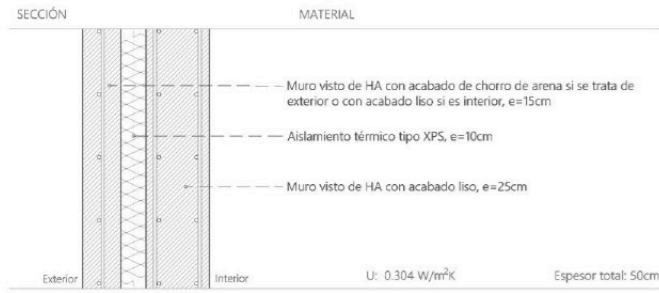 SECCIÓN MATERIAL
Muro visto de HA con acabado de chorro de arena si se trata de
exterior o con acabado liso si es interior, e=15cm
Aislamiento térmico tipo XPS, e=10cm
Muro visto de HA con acabado liso, e=25cm
Exterior Interior U: 0.304 W/m²K Espesor total: 50cm